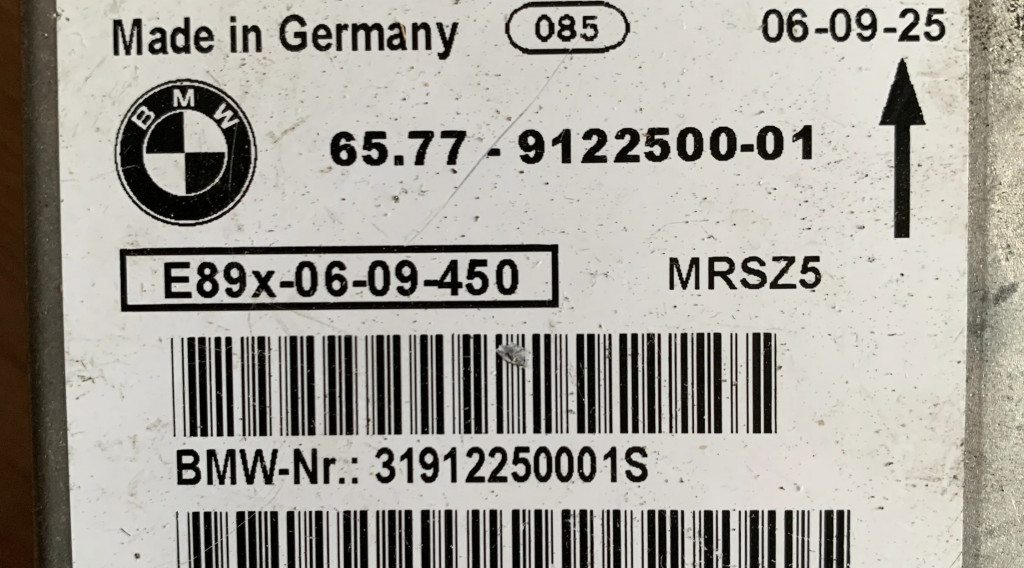 Made in Germany 085 06-09-25
BMW
65.77 - 9122500-01
E89x-06-09-450 MRSZ5
BMW-Nr.: 31912250001S